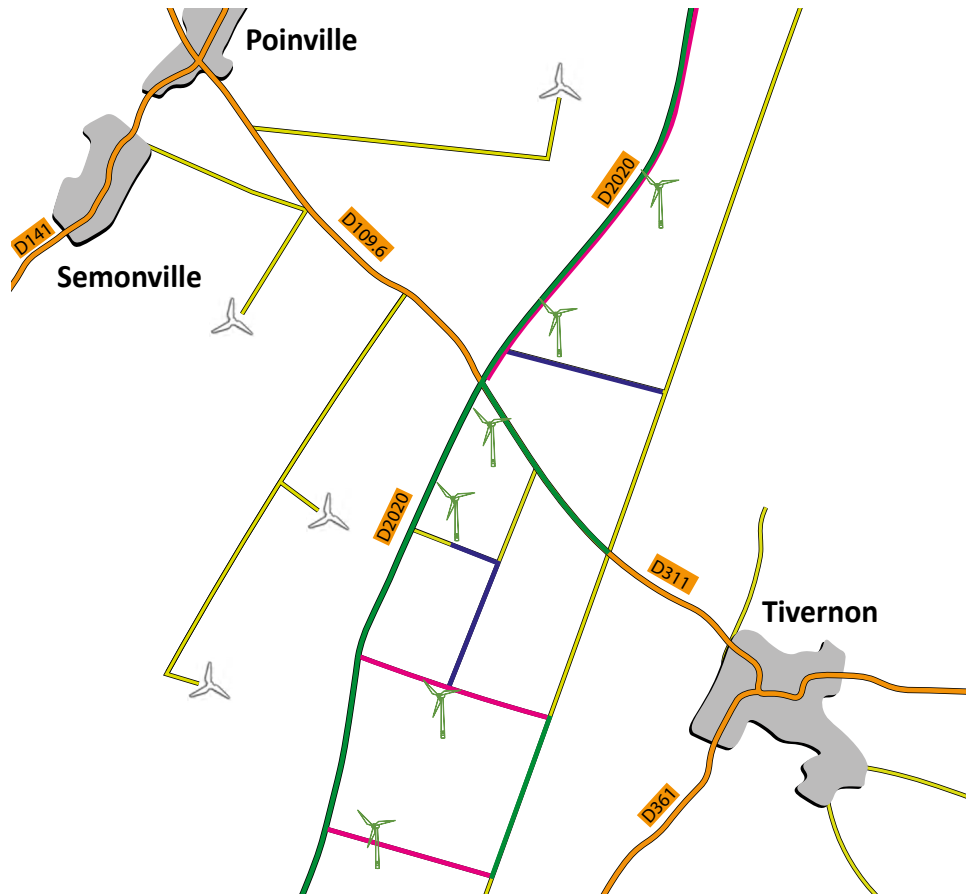 Poinville
D2020
D141
D109.6
Semonville
D2020
D311
Tivernon
D361